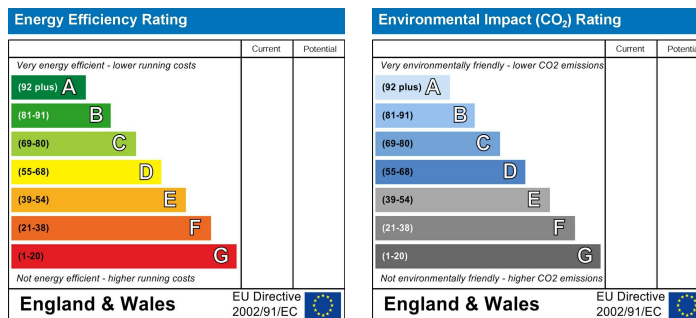 Energy Efficiency Rating
Current Potential
Very energy efficient - lower running costs
(92 plus) A
(81-91) B
(69-80) C
(55-68) D
(39-54) E
(21-38) F
(1-20) G
Not energy efficient - higher running costs
England & Wales
EU Directive
2002/91/EC
Environmental Impact (CO₂) Rating
Current Potential
Very environmentally friendly - lower CO2 emissions
(92 plus) A
(81-91) B
(69-80) C
(55-68) D
(39-54) E
(21-38) F
(1-20) G
Not environmentally friendly - higher CO2 emissions
England & Wales
EU Directive
2002/91/EC